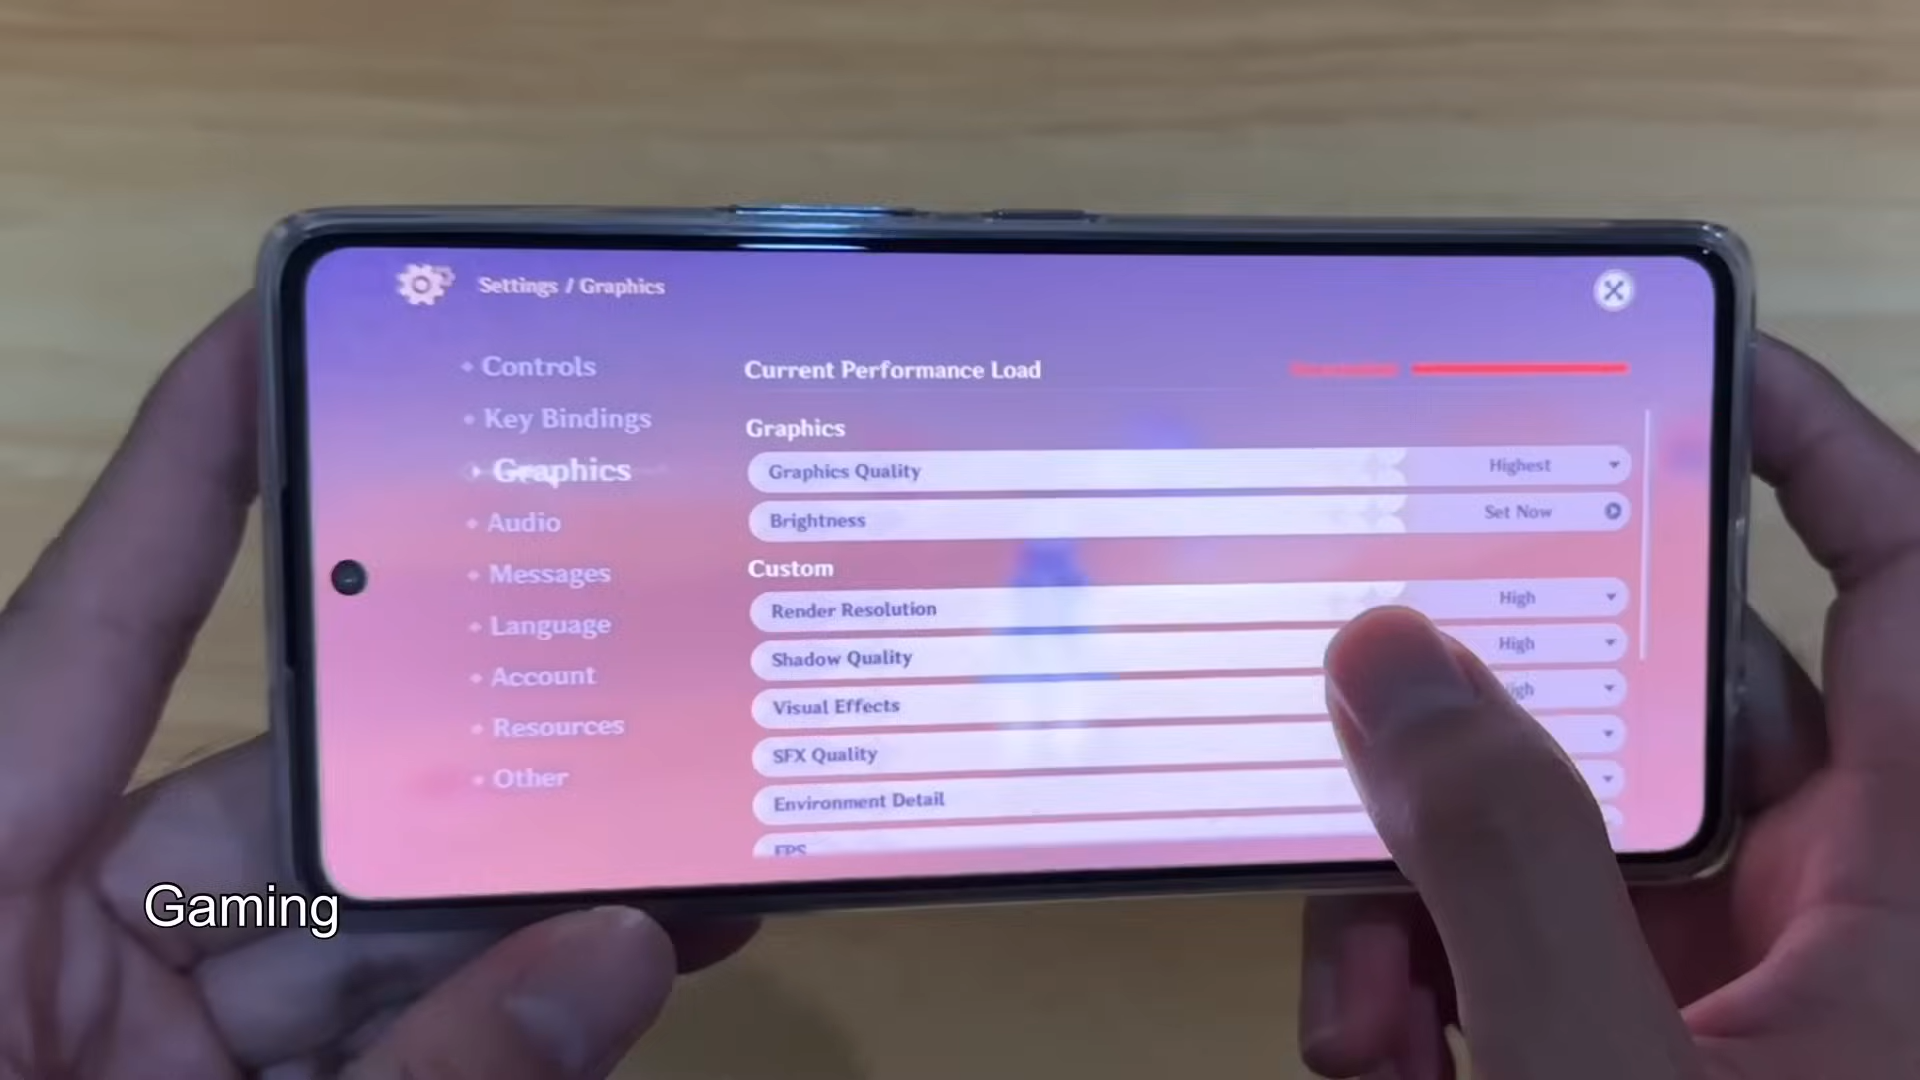 Settings / Graphics
Controls
Key Bindings
Graphics
Audio
Messages
Language
Account
Resources
Other
Current Performance Load
Graphics
Graphics Quality Highest
Brightness Set Now
Custom
Render Resolution High
Shadow Quality High
Visual Effects
SFX Quality
Environment Detail
FPS
Gaming